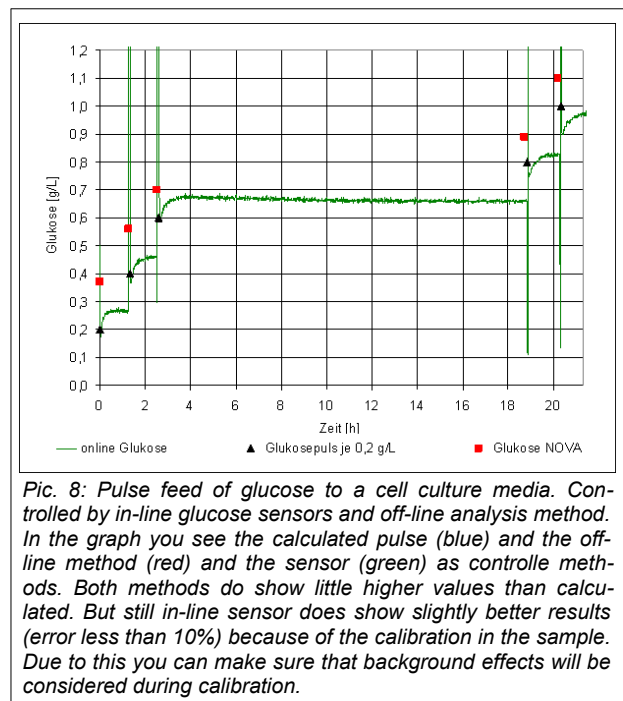 1,2
1,1
1,0
0,9
0,8
0,7
0,6
0,5
0,4
0,3
0,2
0,1
0,0
Glukose [g/L]
0 2 4 6 8 10 12 14 16 18 20
Zeit [h]
online Glukose Glukosepuls je 0,2 g/L Glukose NOVA
Pic. 8: Pulse feed of glucose to a cell culture media. Con-
trolled by in-line glucose sensors and off-line analysis method.
In the graph you see the calculated pulse (blue) and the off-
line method (red) and the sensor (green) as controlle meth-
ods. Both methods do show little higher values than calcu-
lated. But still in-line sensor does show slightly better results
(error less than 10%) because of the calibration in the sample.
Due to this you can make sure that background effects will be
considered during calibration.